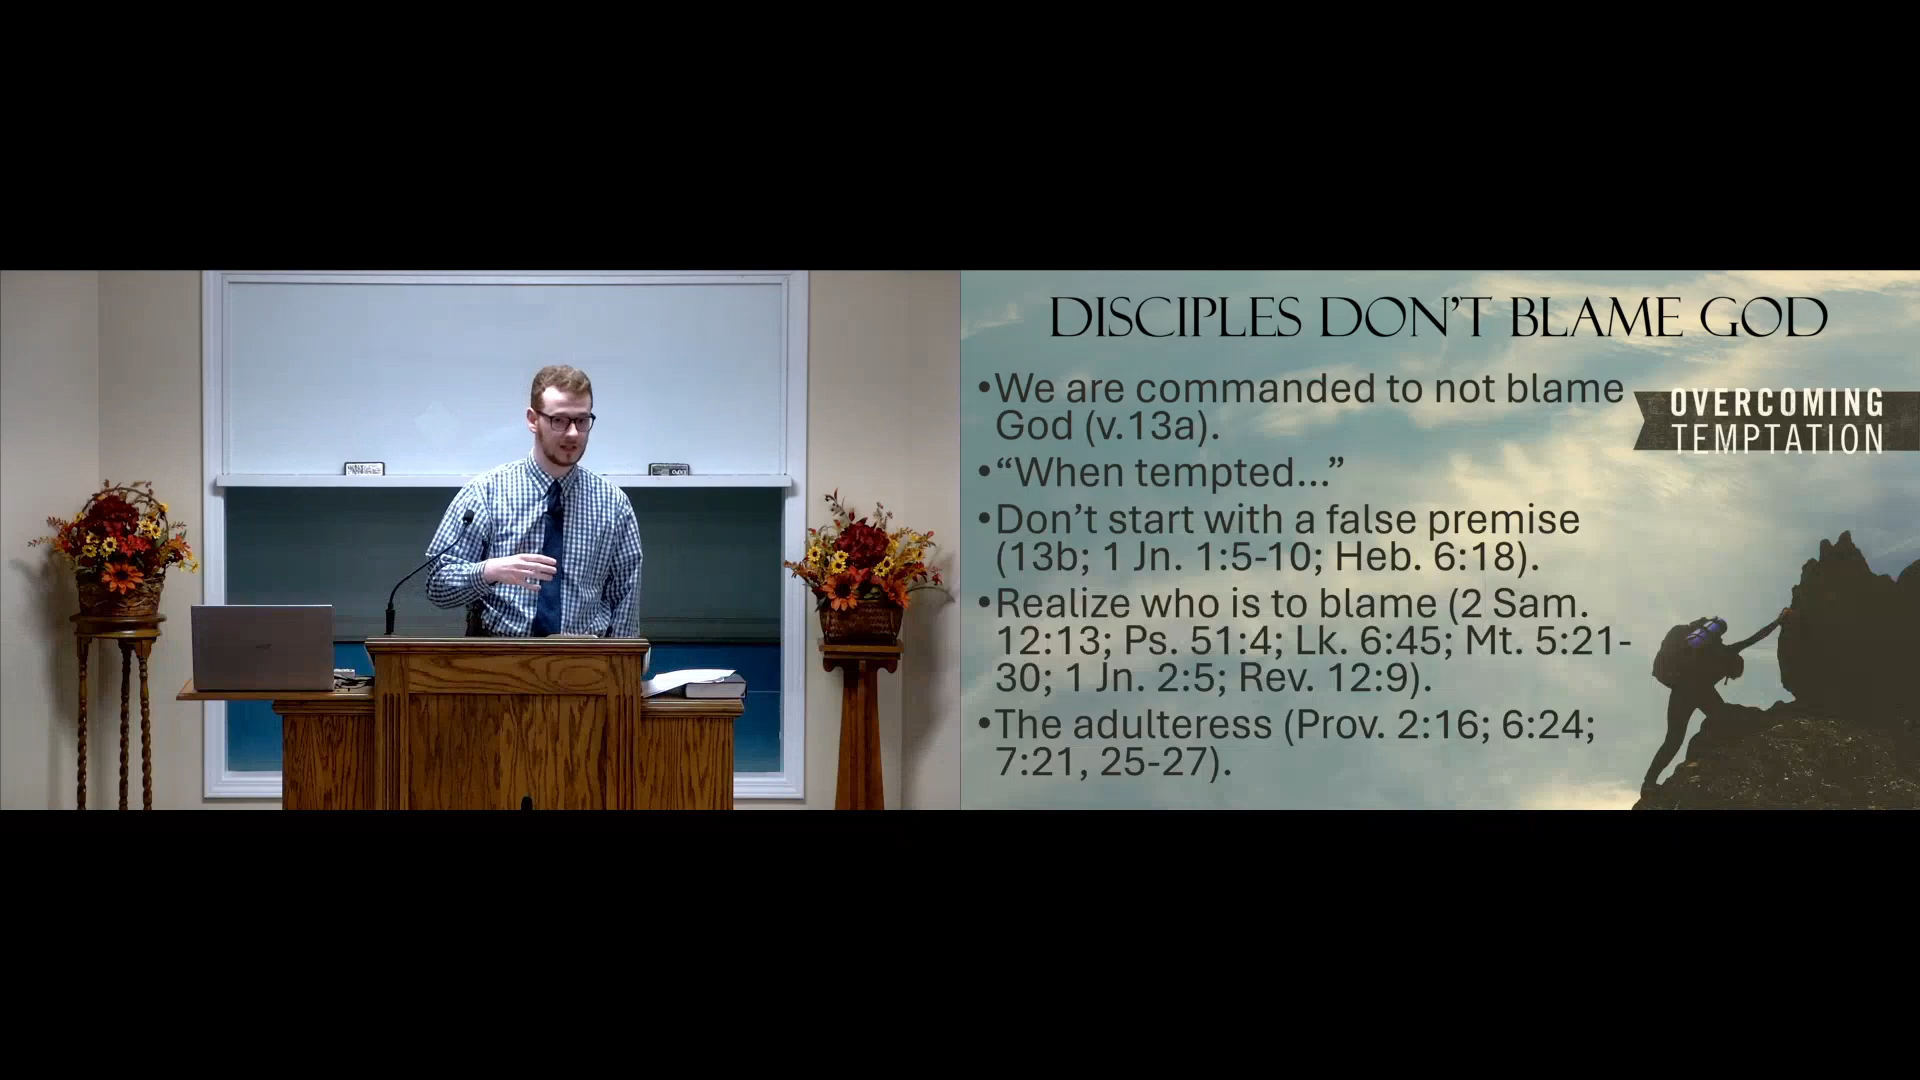 DISCIPLES DON'T BLAME GOD
•We are commanded to not blame
God (v.13a).
•“When tempted...”
•Don’t start with a false premise
(13b; 1 Jn. 1:5-10; Heb. 6:18).
•Realize who is to blame (2 Sam.
12:13; Ps. 51:4; Lk. 6:45; Mt. 5:21-
30; 1 Jn. 2:5; Rev. 12:9).
•The adulteress (Prov. 2:16; 6:24;
7:21, 25-27).
OVERCOMING
TEMPTATION